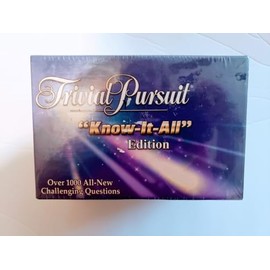 Trivial Pursuit
"Know-It-All"
Edition
Over 1000 All-New
Challenging Questions